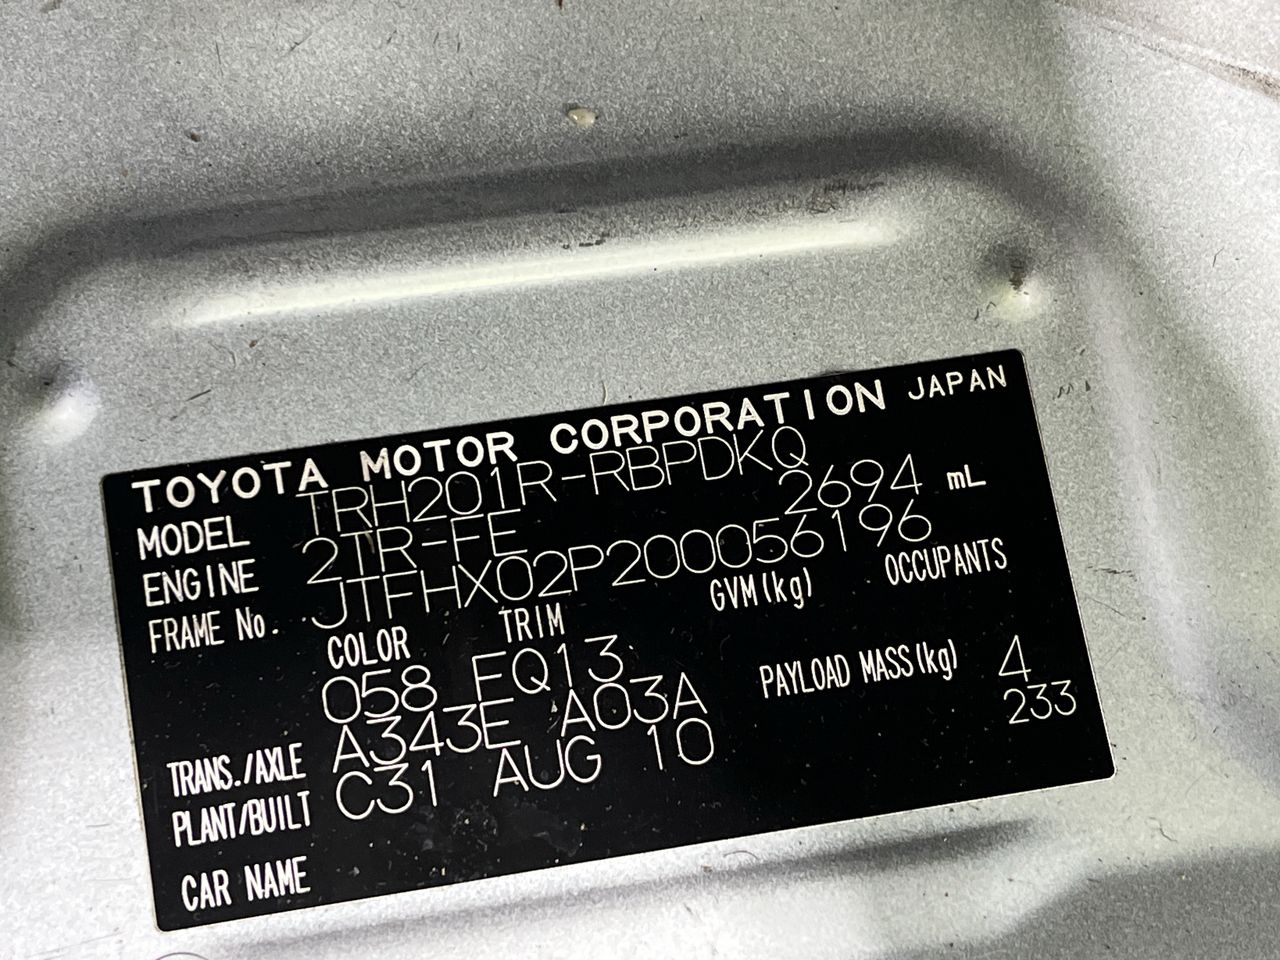 TOYOTA MOTOR CORPORATION JAPAN
MODEL TRH201R-RBPDKQ
ENGINE 2TR-FE 2694 mL
FRAME No. JTFHX02P200056196
COLOR TRIM GVM(kg) OCCUPANTS
058 FQ13 4
TRANS./AXLE A343E A03A PAYLOAD MASS(kg) 233
PLANT/BUILT C31 AUG 10
CAR NAME